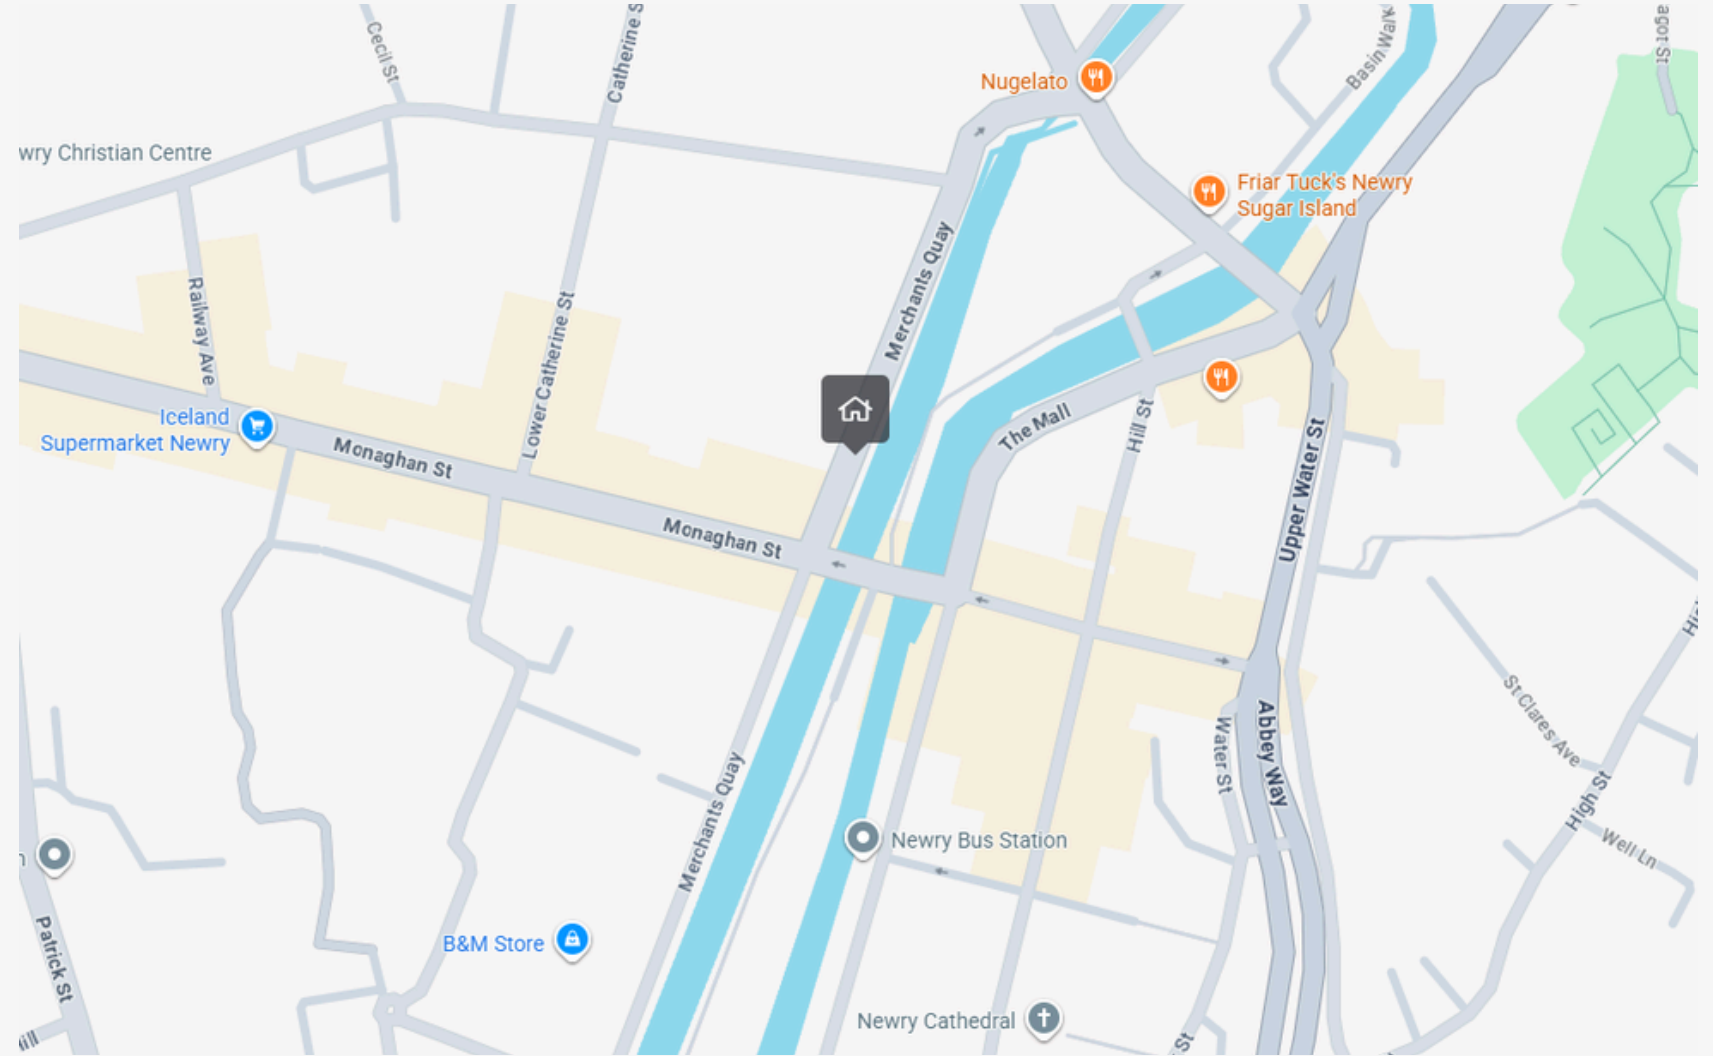 Cecil St
Catherine S
Nugelato
Basin Walk
wry Christian Centre
Friar Tuck's Newry
Sugar Island
Railway Ave
Merchants Quay
Lower Catherine St
Iceland
Supermarket Newry
Monaghan St
The Mall
Hill St
Upper Water St
Monaghan St
St Clares Ave
Abbey Way
Water St
Merchants Quay
High St
Well Ln
Newry Bus Station
B&M Store
Patrick St
Newry Cathedral
St